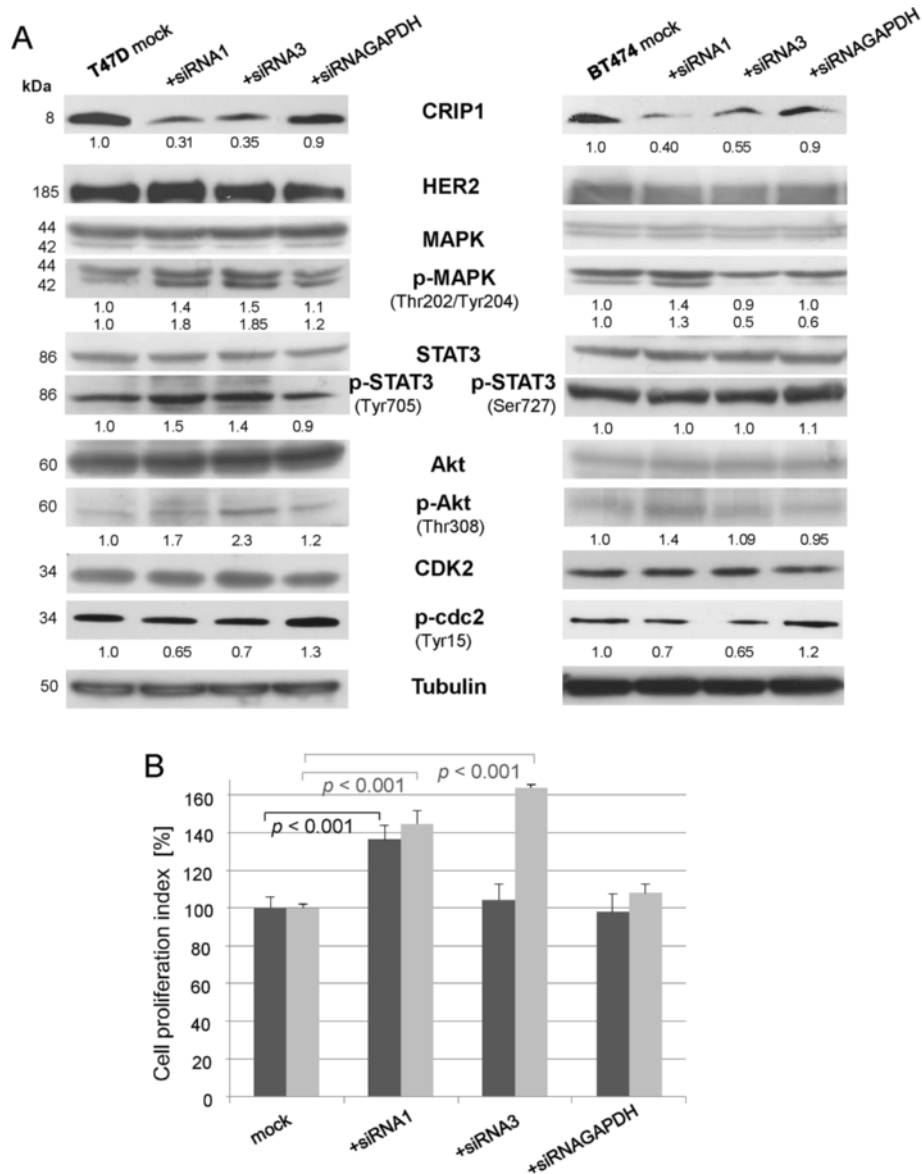 A
T47D mock
+siRNA1
+siRNA3
+siRNAGAPDH
BT474 mock
+siRNA1
+siRNA3
+siRNAGAPDH
kDa
8
CRIP1
1.0 0.31 0.35 0.9
1.0 0.40 0.55 0.9
185
HER2
44
42
MAPK
44
42
p-MAPK
(Thr202/Tyr204)
1.0 1.4 1.5 1.1
1.0 1.8 1.85 1.2
1.0 1.4 0.9 1.0
1.0 1.3 0.5 0.6
86
STAT3
86
p-STAT3
(Tyr705)
p-STAT3
(Ser727)
1.0 1.5 1.4 0.9
1.0 1.0 1.0 1.1
60
Akt
60
p-Akt
(Thr308)
1.0 1.7 2.3 1.2
1.0 1.4 1.09 0.95
34
CDK2
34
p-cdc2
(Tyr15)
1.0 0.65 0.7 1.3
1.0 0.7 0.65 1.2
50
Tubulin
B
Cell proliferation index [%]
160
140
120
100
80
60
40
20
0
p < 0.001
p < 0.001
p < 0.001
mock
+siRNA1
+siRNA3
+siRNAGAPDH